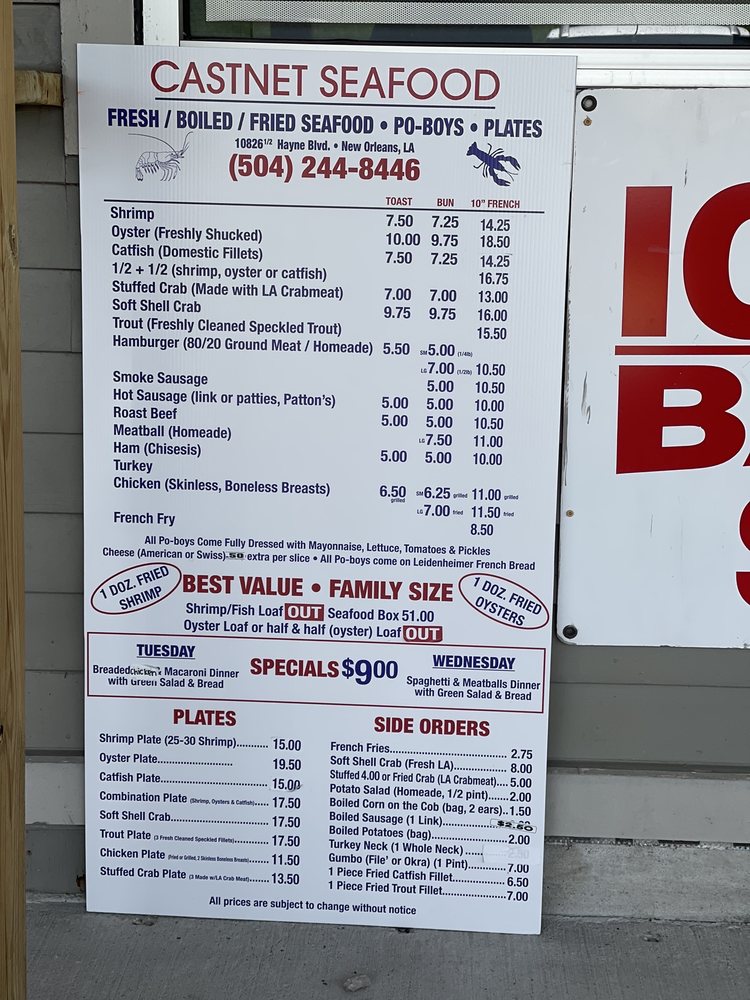 CASTNET SEAFOOD
FRESH / BOILED / FRIED SEAFOOD • PO-BOYS • PLATES
10826 1/2 Hayne Blvd. • New Orleans, LA
(504) 244-8446
TOAST BUN 10" FRENCH
Shrimp 7.50 7.25 14.25
Oyster (Freshly Shucked) 10.00 9.75 18.50
Catfish (Domestic Fillets) 7.50 7.25 14.25
1/2 + 1/2 (shrimp, oyster or catfish) 16.75
Stuffed Crab (Made with LA Crabmeat) 7.00 7.00 13.00
Soft Shell Crab 9.75 9.75 16.00
Trout (Freshly Cleaned Speckled Trout) 15.50
Hamburger (80/20 Ground Meat / Homeade) 5.50 SM 5.00 (1/4lb)
LG 7.00 (1/2lb) 10.50
Smoke Sausage 5.00 10.50
Hot Sausage (link or patties, Patton's) 5.00 5.00 10.00
Roast Beef 5.00 5.00 10.50
Meatball (Homeade) LG 7.50 11.00
Ham (Chisesis) 5.00 5.00 10.00
Turkey
Chicken (Skinless, Boneless Breasts) 6.50 grilled SM 6.25 grilled 11.00 grilled
LG 7.00 fried 11.50 fried
French Fry 8.50
All Po-boys Come Fully Dressed with Mayonnaise, Lettuce, Tomatoes & Pickles
Cheese (American or Swiss) .50 extra per slice • All Po-boys come on Leidenheimer French Bread
1 DOZ. FRIED SHRIMP
BEST VALUE • FAMILY SIZE
1 DOZ. FRIED OYSTERS
Shrimp/Fish Loaf OUT Seafood Box 51.00
Oyster Loaf or half & half (oyster) Loaf OUT
TUESDAY
Breaded chicken Macaroni Dinner
with Green Salad & Bread
SPECIALS $9.00
WEDNESDAY
Spaghetti & Meatballs Dinner
with Green Salad & Bread
PLATES
Shrimp Plate (25-30 Shrimp).......... 15.00
Oyster Plate.......................... 19.50
Catfish Plate.......................... 15.00
Combination Plate (Shrimp, Oysters & Catfish)..... 17.50
Soft Shell Crab........................ 17.50
Trout Plate (3 Fresh Cleaned Speckled Fillets)......... 17.50
Chicken Plate (Fried or Grilled, 2 Skinless Boneless Breasts)...... 11.50
Stuffed Crab Plate (3 Made w/LA Crab Meat)....... 13.50
SIDE ORDERS
French Fries.................................. 2.75
Soft Shell Crab (Fresh LA)................ 8.00
Stuffed 4.00 or Fried Crab (LA Crabmeat).... 5.00
Potato Salad (Homeade, 1/2 pint)......2.00
Boiled Corn on the Cob (bag, 2 ears)..1.50
Boiled Sausage (1 Link).................$2.50
Boiled Potatoes (bag).......................2.00
Turkey Neck (1 Whole Neck)
Gumbo (File' or Okra) (1 Pint)........... 7.00
1 Piece Fried Catfish Fillet................ 6.50
1 Piece Fried Trout Fillet...................7.00
All prices are subject to change without notice